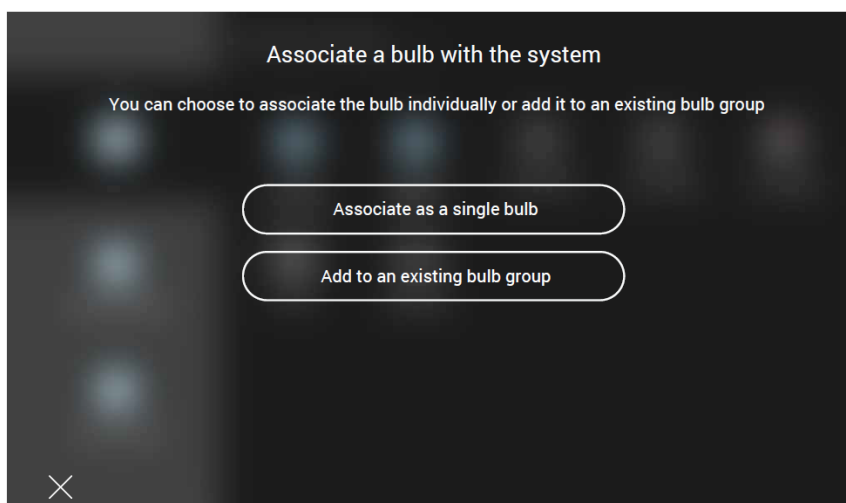 Associate a bulb with the system
You can choose to associate the bulb individually or add it to an existing bulb group
Associate as a single bulb
Add to an existing bulb group